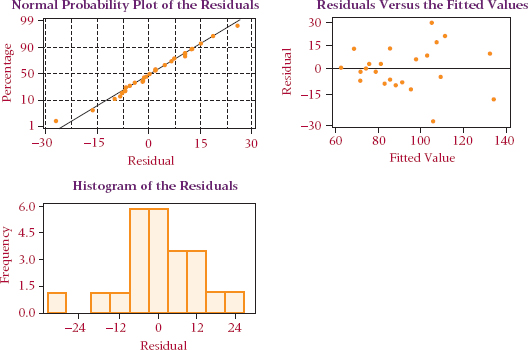 Normal Probability Plot of the Residuals
99
90
50
10
1
Percentage
−30 −15 0 15 30
Residual
Residuals Versus the Fitted Values
30
15
0
−15
−30
Residual
60 80 100 120 140
Fitted Value
Histogram of the Residuals
6.0
4.5
3.0
1.5
0.0
Frequency
−24 −12 0 12 24
Residual